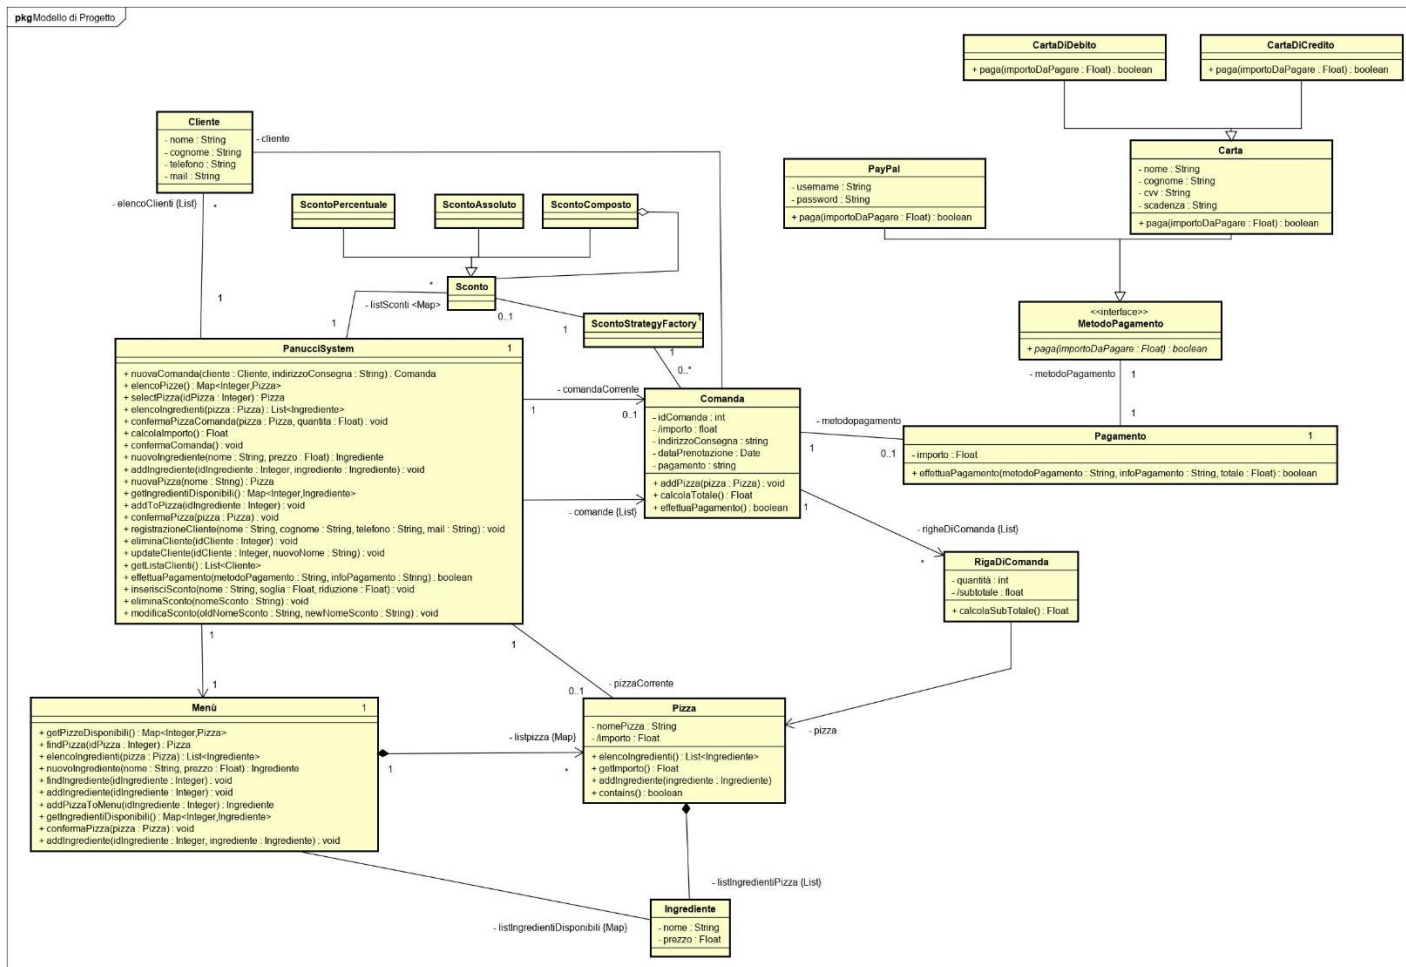 pkg Modello di Progetto
CartaDiDebito
+ paga(importoDaPagare : Float) : boolean
CartaDiCredito
+ paga(importoDaPagare : Float) : boolean
Cliente
- nome : String
- cognome : String
- telefono : String
- mail : String
- cliente
- elencoClienti {List}
*
1
PayPal
- username : String
- password : String
+ paga(importoDaPagare : Float) : boolean
Carta
- nome : String
- cognome : String
- cvv : String
- scadenza : String
+ paga(importoDaPagare : Float) : boolean
ScontoPercentuale
ScontoAssoluto
ScontoComposto
Sconto
*
- listSconti <Map>
1
0..1
1
ScontoStrategyFactory
1
1
0..*
<<interface>>
MetodoPagamento
+ paga(importoDaPagare : Float) : boolean
- metodoPagamento
1
1
PanucciSystem
1
+ nuovaComanda(cliente : Cliente, indirizzoConsegna : String) : Comanda
+ elencoPizze() : Map<Integer,Pizza>
+ selectPizza(idPizza : Integer) : Pizza
+ elencoIngredienti(pizza : Pizza) : List<Ingrediente>
+ confermaPizzaComanda(pizza : Pizza, quantita : Float) : void
+ calcolaImporto() : Float
+ confermaComanda() : void
+ nuovoIngrediente(nome : String, prezzo : Float) : Ingrediente
+ addIngrediente(idIngrediente : Integer, ingrediente : Ingrediente) : void
+ nuovaPizza(nome : String) : Pizza
+ getIngredientiDisponibili() : Map<Integer,Ingrediente>
+ addToPizza(idIngrediente : Integer) : void
+ confermaPizza(pizza : Pizza) : void
+ registrazioneCliente(nome : String, cognome : String, telefono : String, mail : String) : void
+ eliminaCliente(idCliente : Integer) : void
+ updateCliente(idCliente : Integer, nuovoNome : String) : void
+ getListaClienti() : List<Cliente>
+ effettuaPagamento(metodoPagamento : String, infoPagamento : String) : boolean
+ inserisciSconto(nome : String, soglia : Float, riduzione : Float) : void
+ eliminaSconto(nomeSconto : String) : void
+ modificaSconto(oldNomeSconto : String, newNomeSconto : String) : void
- comandaCorrente
1
0..1
- comande {List}
Comanda
- idComanda : int
- /importo : float
- indirizzoConsegna : string
- dataPrenotazione : Date
- pagamento : string
+ addPizza(pizza : Pizza) : void
+ calcolaTotale() : Float
+ effettuaPagamento() : boolean
- metodopagamento
1
0..1
Pagamento
1
- importo : Float
+ effettuaPagamento(metodoPagamento : String, infoPagamento : String, totale : Float) : boolean
1
- righeDiComanda {List}
*
RigaDiComanda
- quantità : int
- /subtotale : float
+ calcolaSubTotale() : Float
- pizza
1
1
1
- pizzaCorrente
0..1
Menù
1
+ getPizzeDisponibili() : Map<Integer,Pizza>
+ findPizza(idPizza : Integer) : Pizza
+ elencoIngredienti(pizza : Pizza) : List<Ingrediente>
+ nuovoIngrediente(nome : String, prezzo : Float) : Ingrediente
+ findIngrediente(idIngrediente : Integer) : void
+ addIngrediente(idIngrediente : Integer) : void
+ addPizzaToMenu(idIngrediente : Integer) : Ingrediente
+ getIngredientiDisponibili() : Map<Integer,Ingrediente>
+ confermaPizza(pizza : Pizza) : void
+ addIngrediente(idIngrediente : Integer, ingrediente : Ingrediente) : void
- listpizza {Map}
1
*
Pizza
- nomePizza : String
- /importo : Float
+ elencoIngredienti() : List<Ingrediente>
+ getImporto() : Float
+ addIngrediente(ingrediente : Ingrediente)
+ contains() : boolean
- listIngredientiPizza {List}
- listIngredientiDisponibili {Map}
Ingrediente
- nome : String
- prezzo : Float